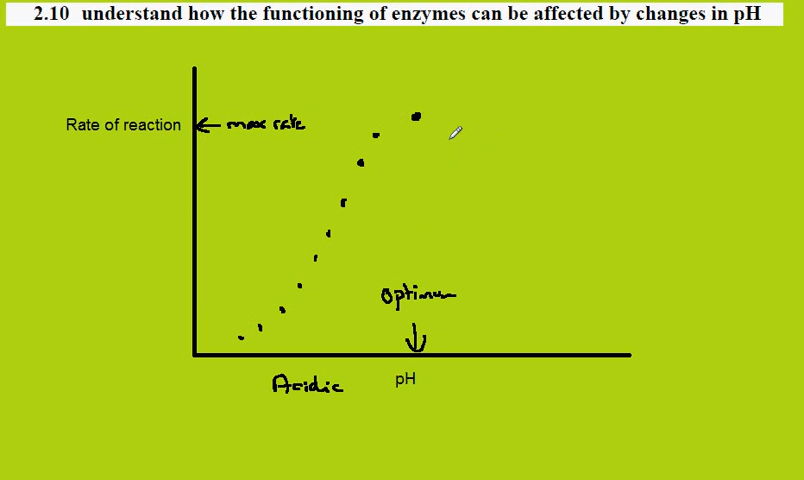 2.10 understand how the functioning of enzymes can be affected by changes in pH
Rate of reaction
max rate
Optimum
Acidic
pH